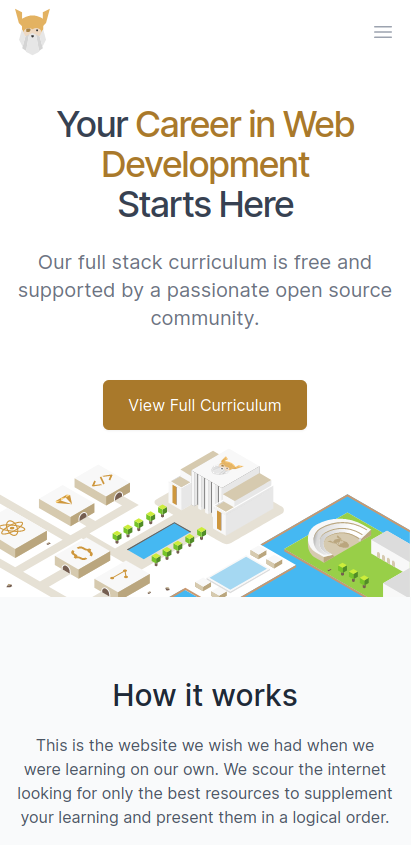 Your Career in Web
Development
Starts Here
Our full stack curriculum is free and
supported by a passionate open source
community.
View Full Curriculum
</>
How it works
This is the website we wish we had when we
were learning on our own. We scour the internet
looking for only the best resources to supplement
your learning and present them in a logical order.